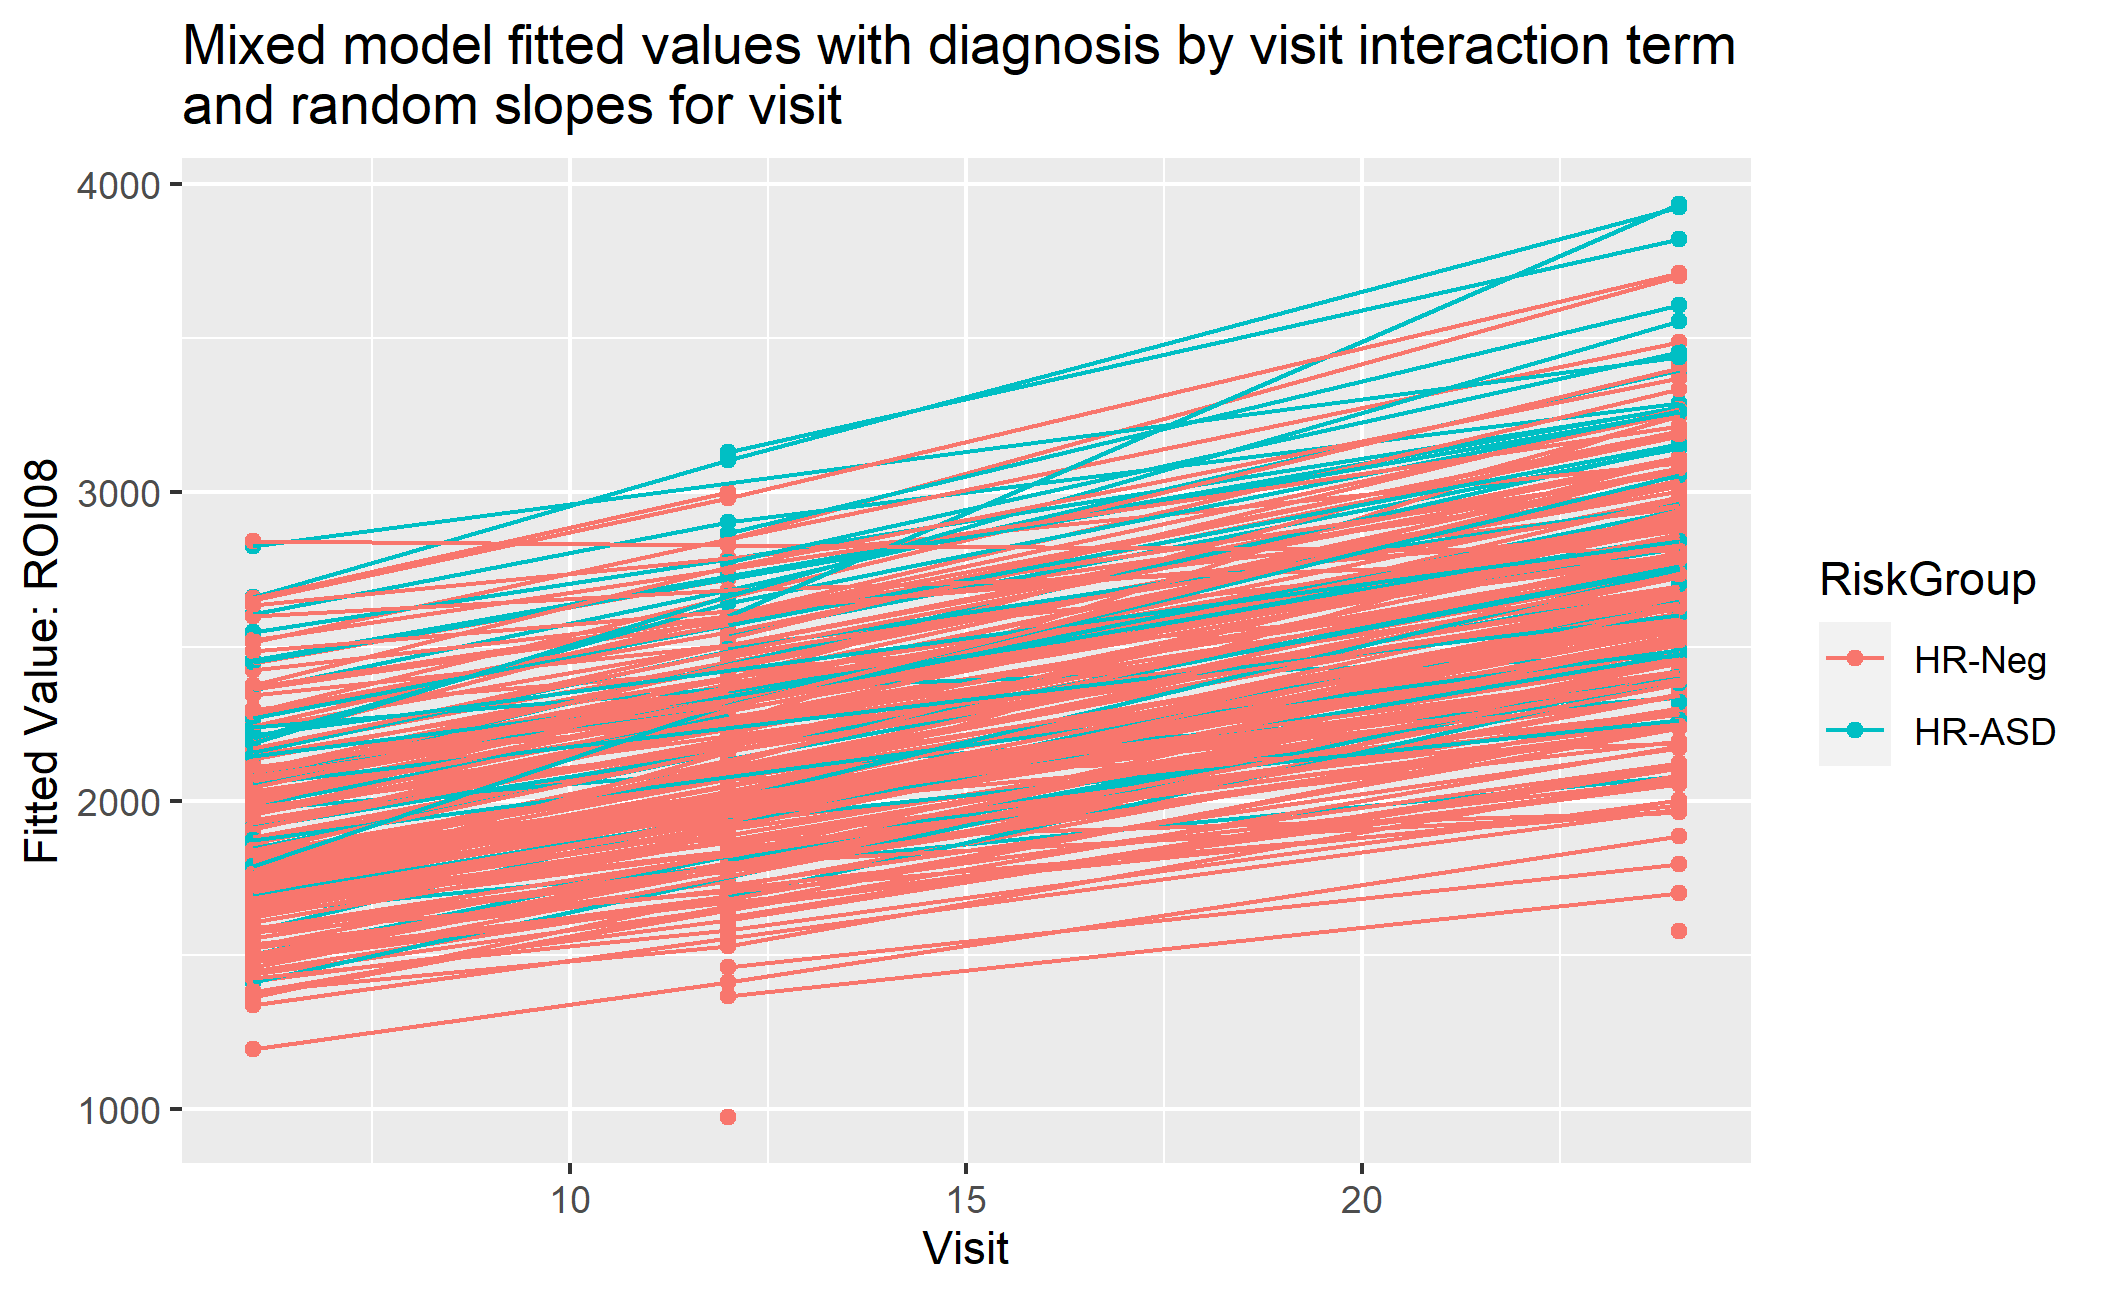 Mixed model fitted values with diagnosis by visit interaction term
and random slopes for visit
4000
3000
2000
1000
Fitted Value: ROI08
10
15
20
Visit
RiskGroup
HR-Neg
HR-ASD